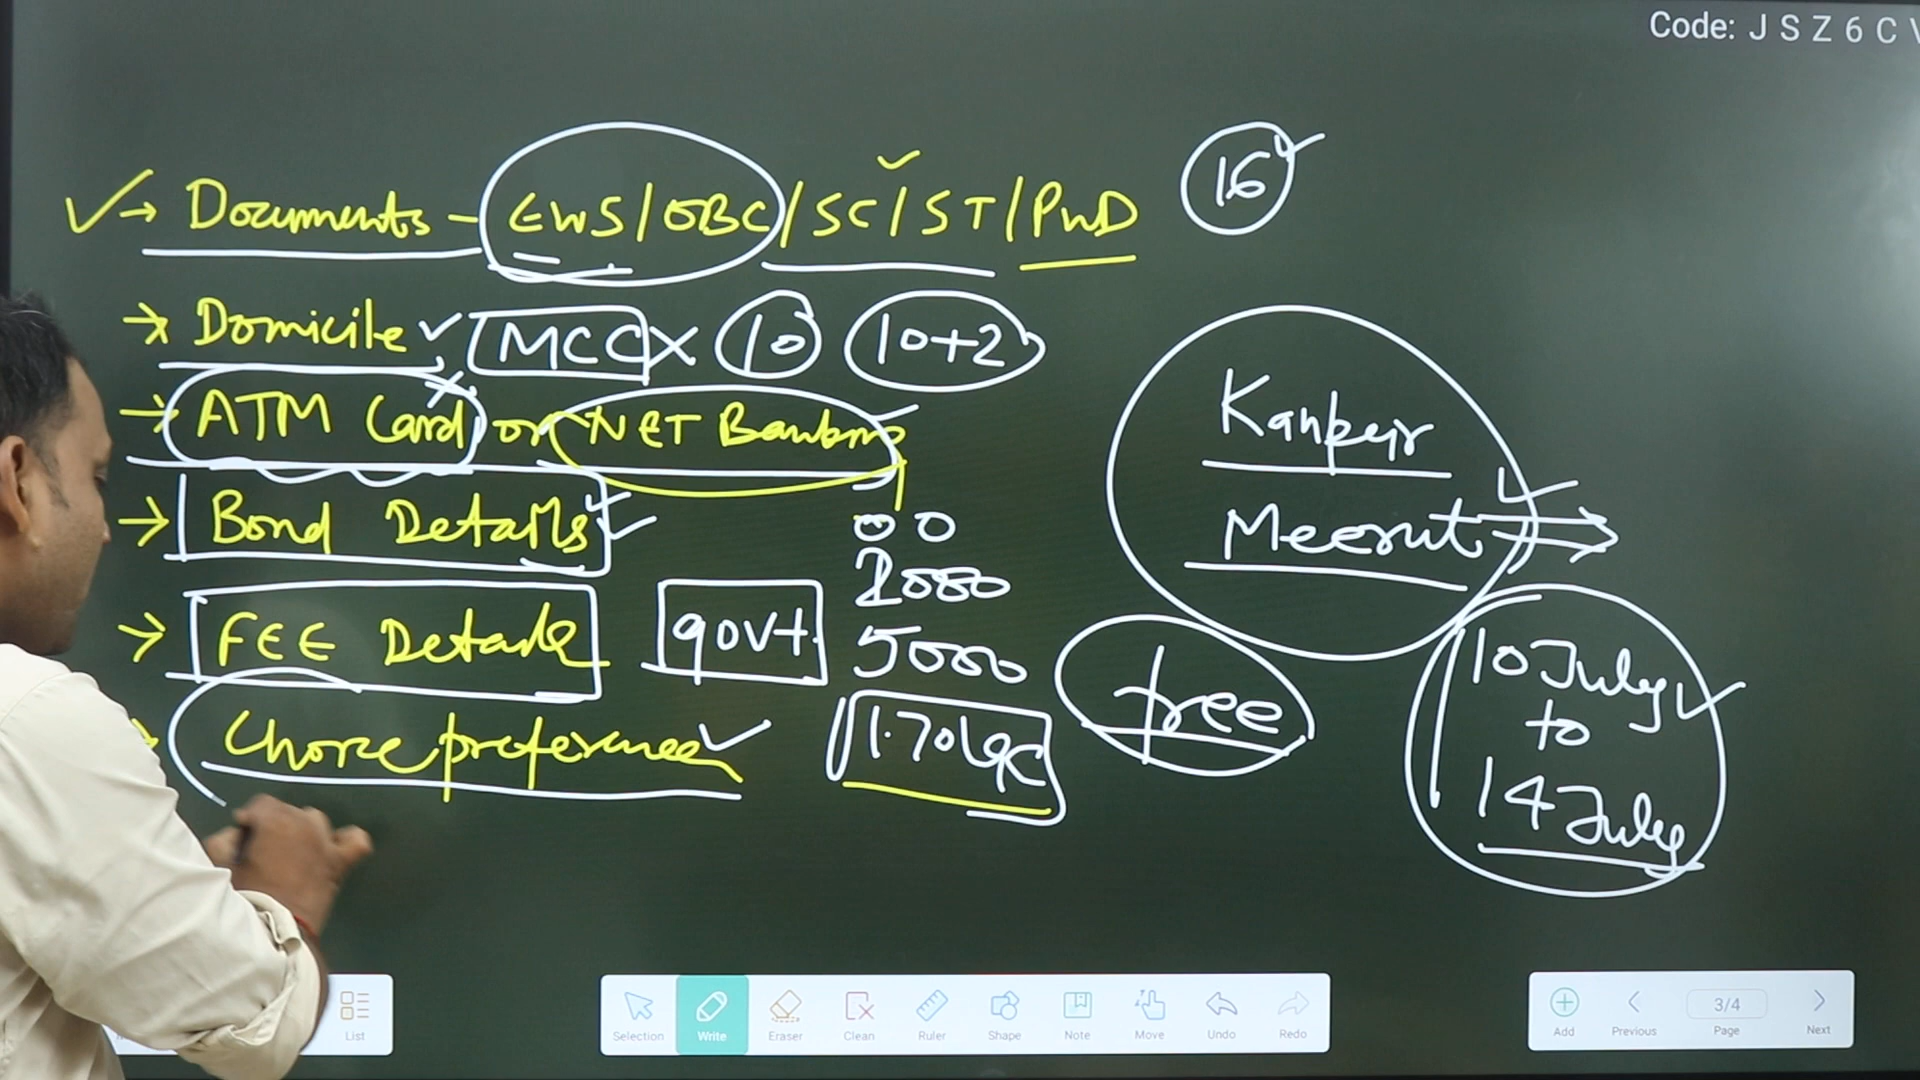 Code: J S Z 6 C V
→ Documents - EWS/OBC/SC/ST/PWD 16
→ Domicile MCC X 10 10+2
→ ATM Card or NET Banking
→ Bond Details
00
5000
→ FEE Details govt.
Choice preference 1.70 Lac
free
Kanpur
Meerut
10 July
to
14 July
List
Selection Write Eraser Clean Ruler Shape Note Move Undo Redo
Add Previous 3/4 Page Next